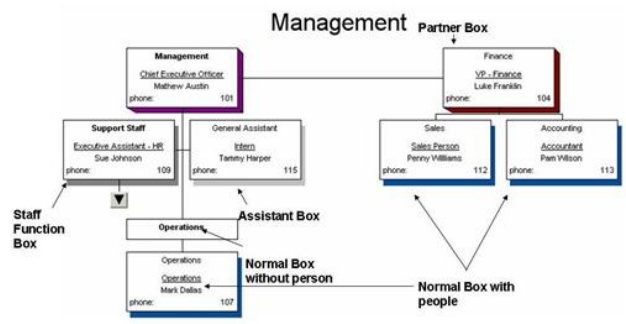 Management
Partner Box
Management
Chief Executive Officer
Mathew Austin
phone: 101
Finance
VP - Finance
Luke Franklin
phone: 104
Support Staff
Executive Assistant - HR
Sue Johnson
phone: 109
General Assistant
Intern
Tammy Harper
phone: 115
Sales
Sales Person
Penny Williams
phone: 112
Accounting
Accountant
Pam Wilson
phone: 113
Staff
Function
Box
Assistant Box
Operations
Normal Box
without person
Operations
Operations
Mark Dallas
phone: 107
Normal Box with
people